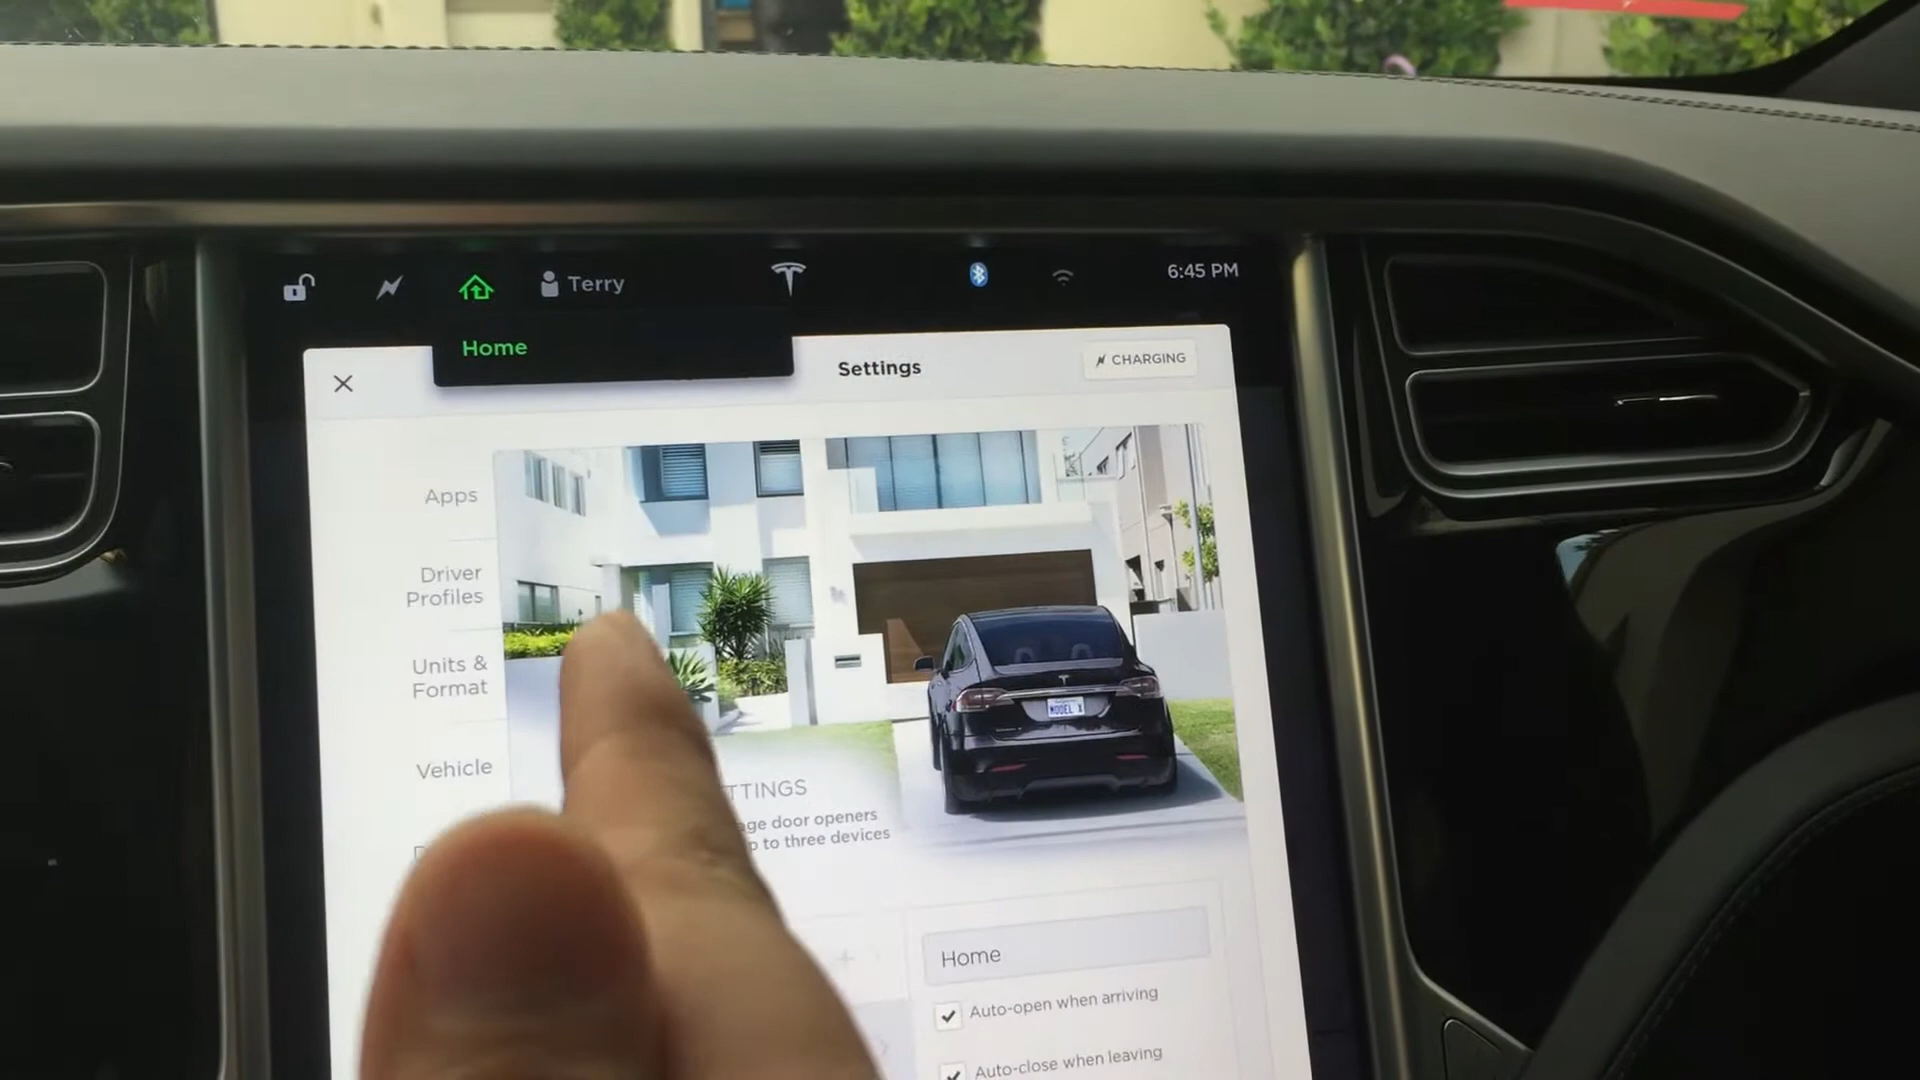 Terry
6:45 PM
Home
Settings
CHARGING
Apps
Driver
Profiles
Units &
Format
Vehicle
MODEL X
TTINGS
age door openers
to three devices
Home
Auto-open when arriving
Auto-close when leaving